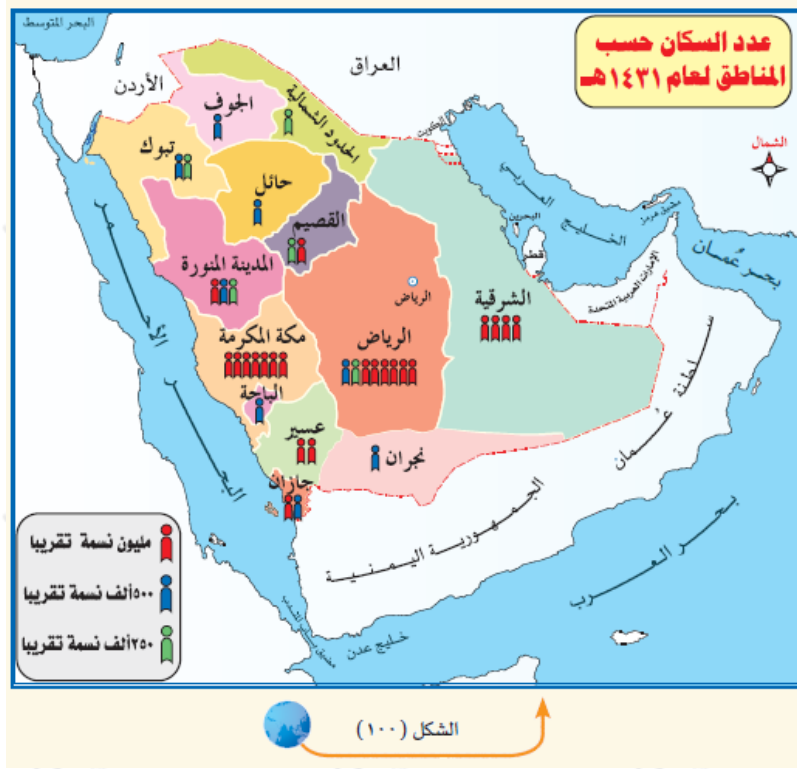 عدد السكان حسب
المناطق لعام ١٤٣١هـ
البحر المتوسط
العراق
الأردن
الجوف
الحدود الشمالية
الكويت
الشمال
تبوك
حائل
القصيم
الخليج العربي
مضيق هرمز
البحرين
قطر
بحر عُمان
المدينة المنورة
الرياض
الشرقية
الإمارات العربية المتحدة
مكة المكرمة
الرياض
الباحة
عسير
نجران
جازان
سلطنة عُمان
البحر الأحمر
الجمهورية اليمنية
بحر العرب
خليج عدن
مليون نسمة تقريبا
٥٠٠ألف نسمة تقريبا
٢٥٠ألف نسمة تقريبا
الشكل (١٠٠)